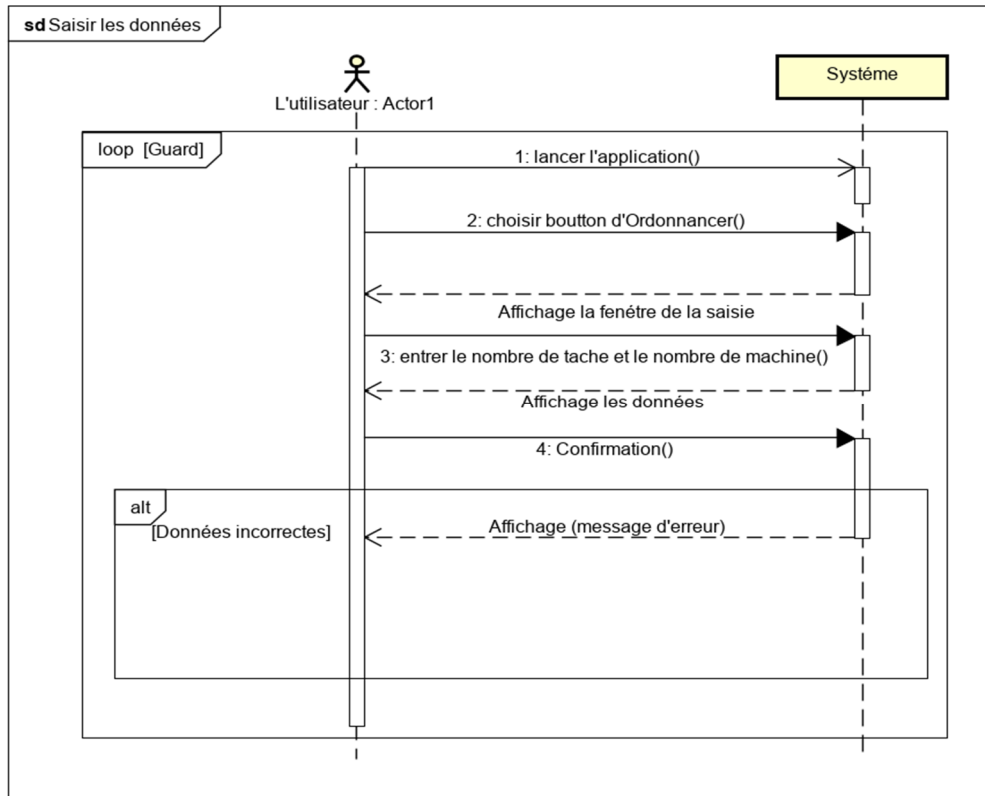 sd Saisir les données
L'utilisateur : Actor1
Systéme
loop [Guard]
1: lancer l'application()
2: choisir boutton d'Ordonnancer()
Affichage la fenétre de la saisie
3: entrer le nombre de tache et le nombre de machine()
Affichage les données
4: Confirmation()
alt
[Données incorrectes]
Affichage (message d'erreur)